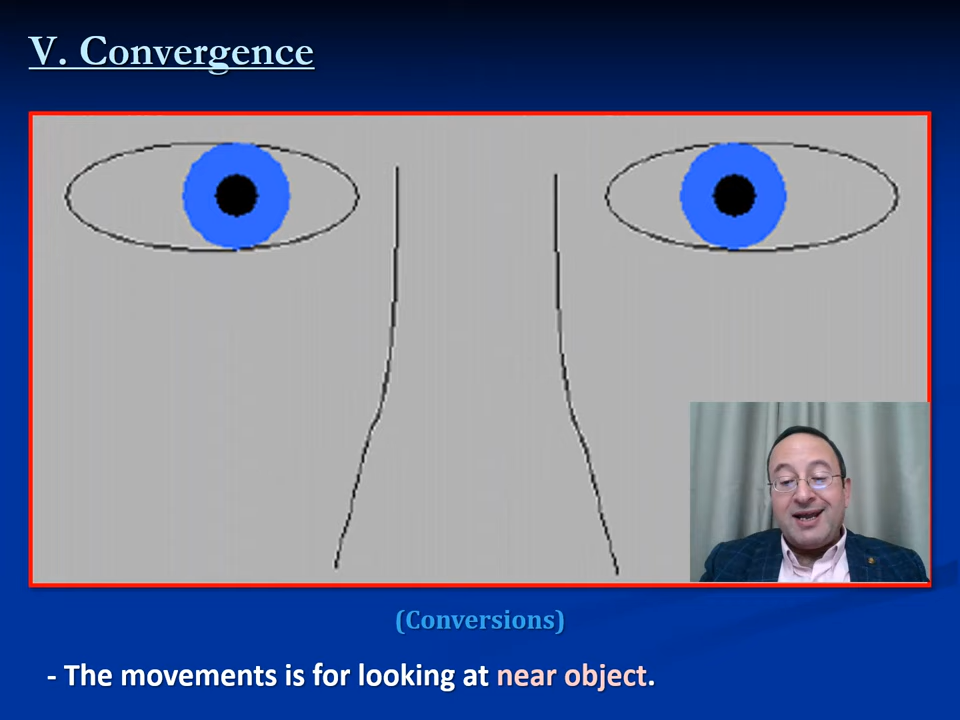 V. Convergence
(Conversions)
- The movements is for looking at near object.